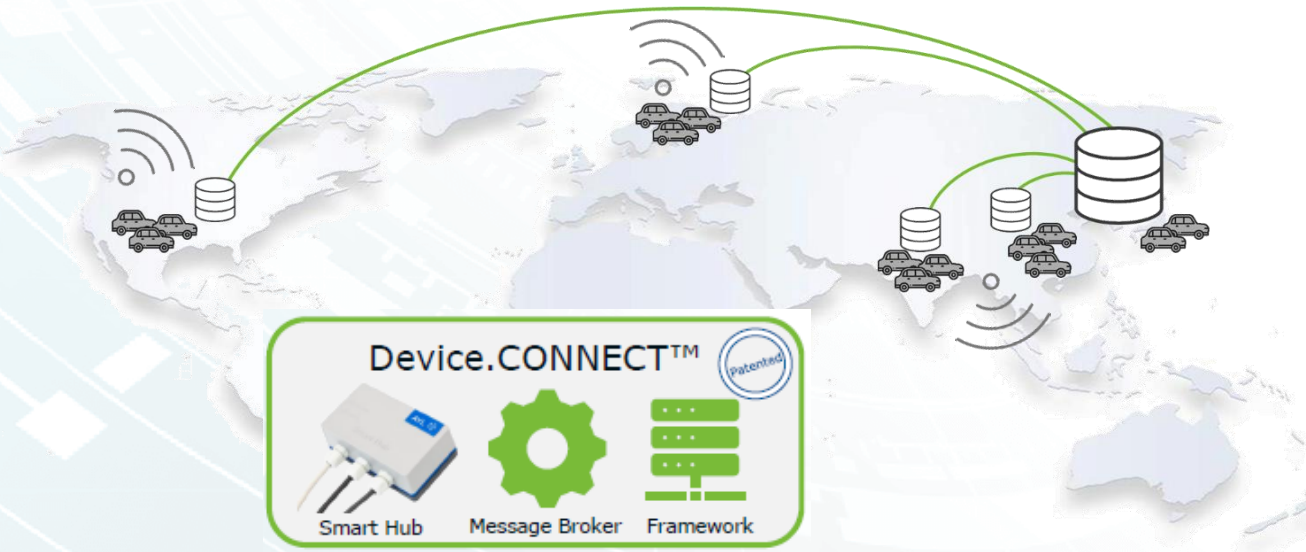 Device.CONNECT™
Patented
AVL
Smart Hub
Message Broker
Framework